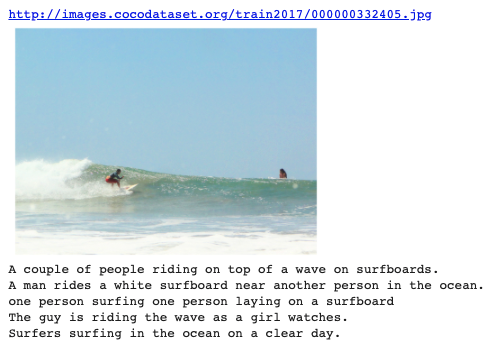 http://images.cocodataset.org/train2017/000000332405.jpg
A couple of people riding on top of a wave on surfboards.
A man rides a white surfboard near another person in the ocean.
one person surfing one person laying on a surfboard
The guy is riding the wave as a girl watches.
Surfers surfing in the ocean on a clear day.